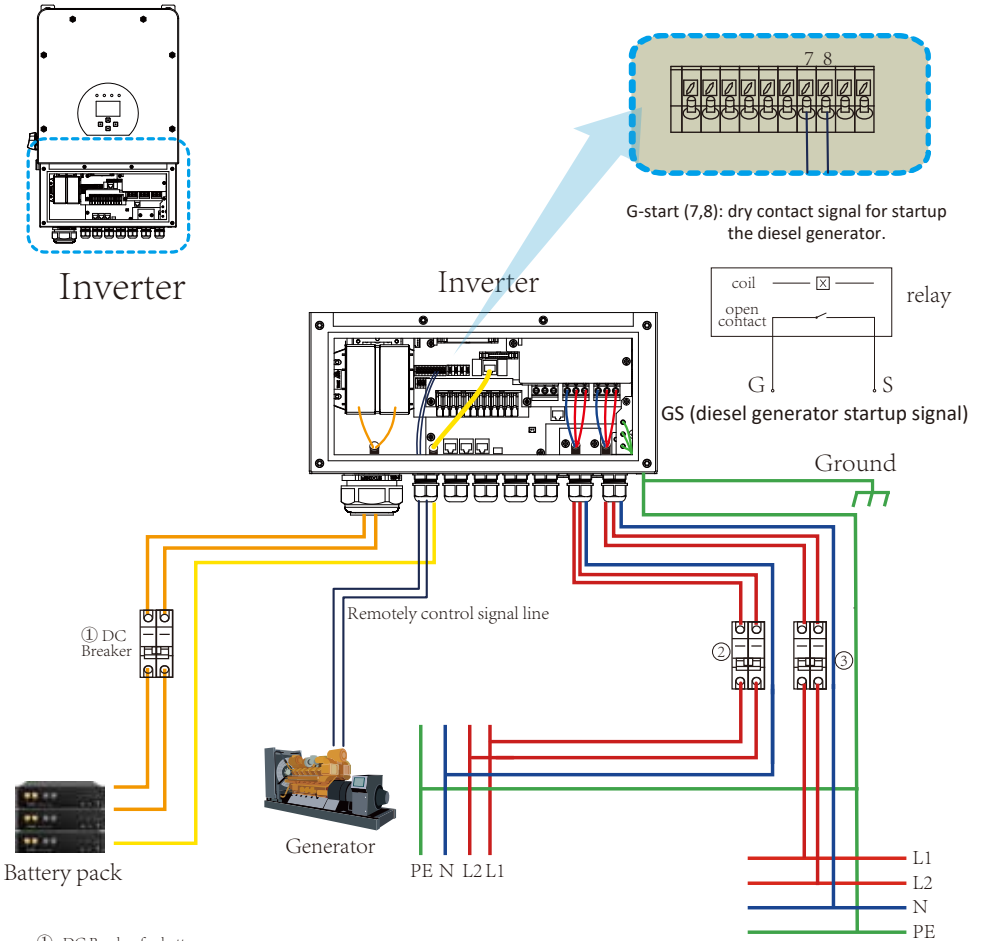 7 8
G-start (7,8): dry contact signal for startup
the diesel generator.
Inverter
Inverter
coil
X
relay
open
contact
G
S
GS (diesel generator startup signal)
Ground
Remotely control signal line
① DC
Breaker
②
③
Generator
Battery pack
PE N L2 L1
L1
L2
N
PE
①